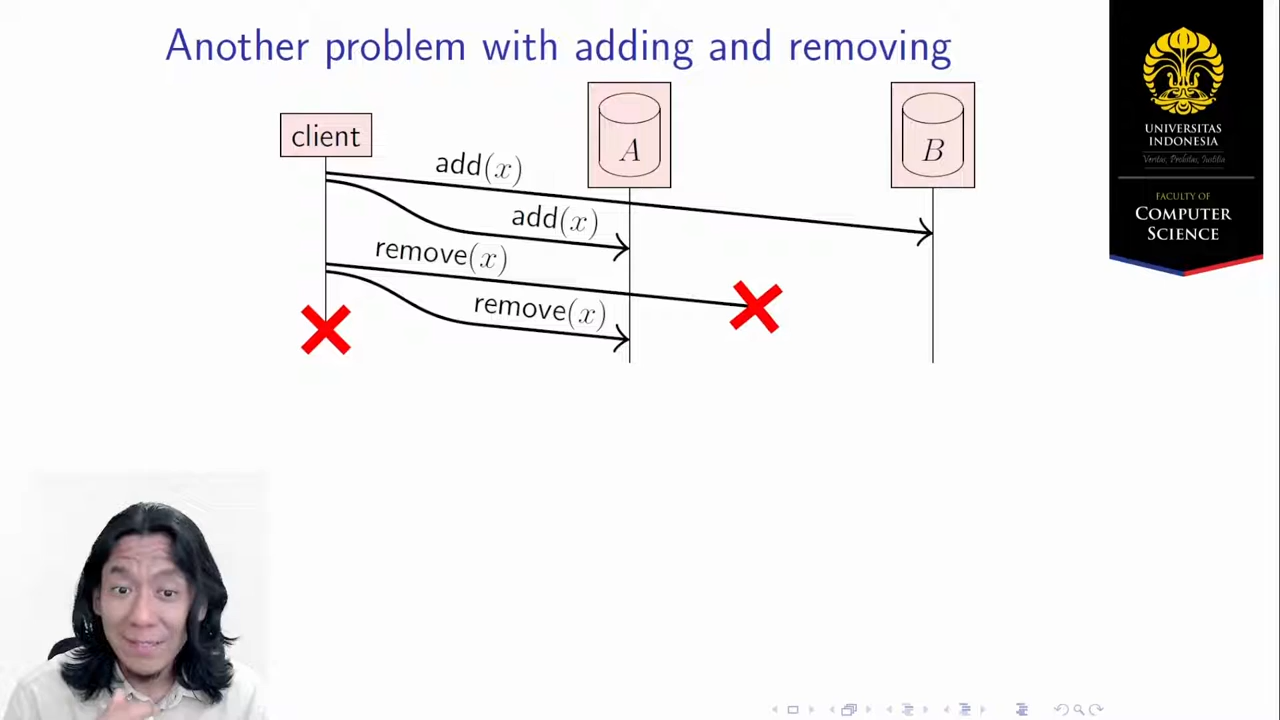 Another problem with adding and removing
client
A
B
add(x)
add(x)
remove(x)
remove(x)
UNIVERSITAS
INDONESIA
Veritas, Probitas, Iustitia
FACULTY OF
COMPUTER
SCIENCE